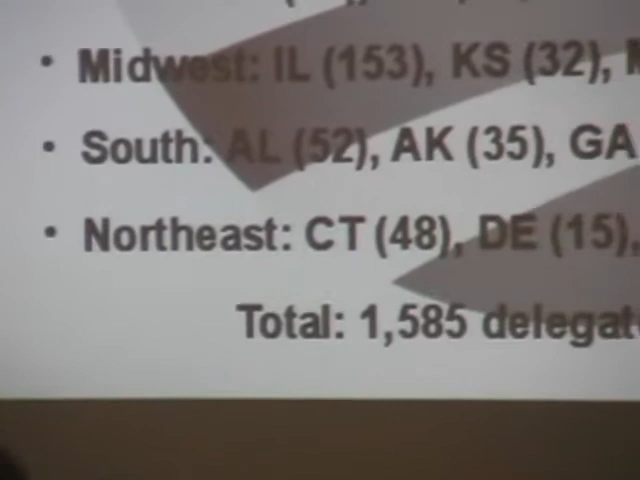 • Midwest: IL (153), KS (32), M
• South: AL (52), AK (35), GA
• Northeast: CT (48), DE (15),
Total: 1,585 delegat